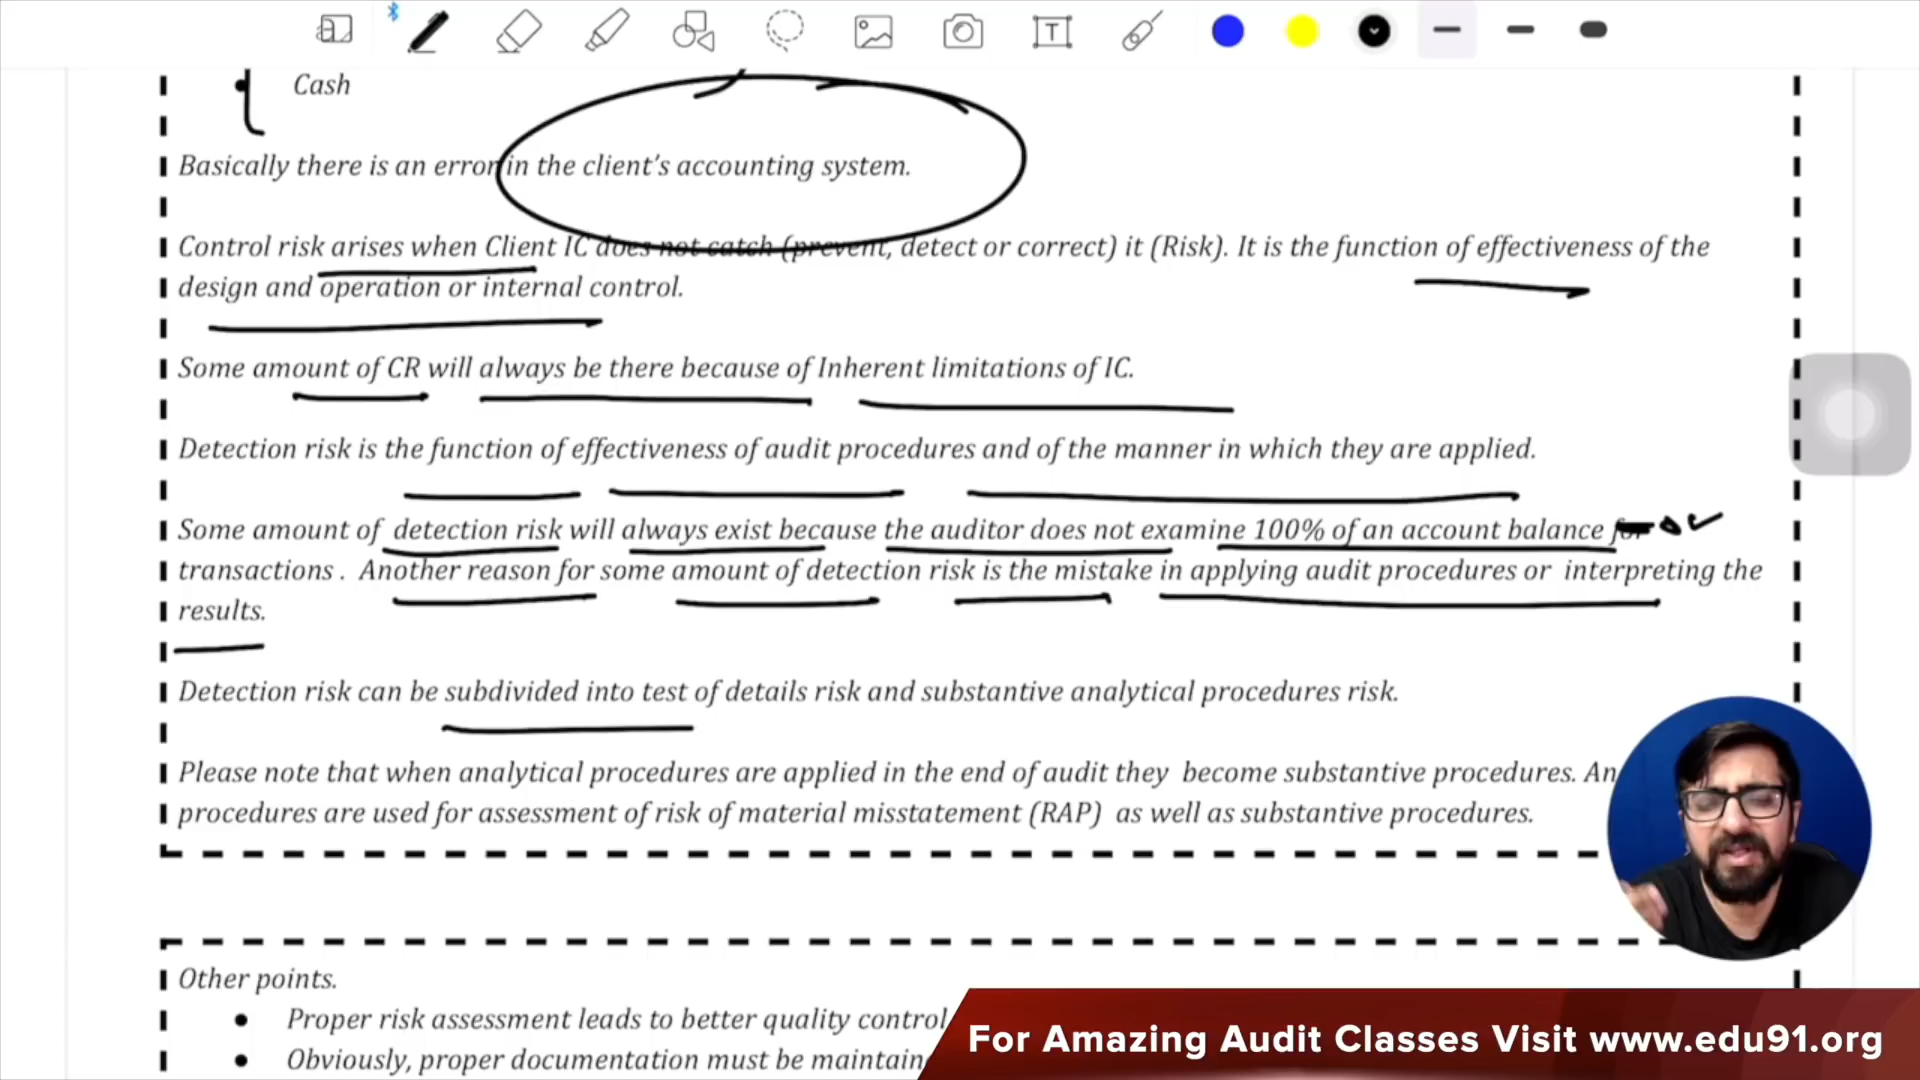 T
Cash
Basically there is an error in the client's accounting system.
Control risk arises when Client IC does not catch (prevent, detect or correct) it (Risk). It is the function of effectiveness of the
design and operation or internal control.
Some amount of CR will always be there because of Inherent limitations of IC.
Detection risk is the function of effectiveness of audit procedures and of the manner in which they are applied.
Some amount of detection risk will always exist because the auditor does not examine 100% of an account balance for or
transactions . Another reason for some amount of detection risk is the mistake in applying audit procedures or interpreting the
results.
Detection risk can be subdivided into test of details risk and substantive analytical procedures risk.
Please note that when analytical procedures are applied in the end of audit they become substantive procedures.
procedures are used for assessment of risk of material misstatement (RAP) as well as substantive procedures.
Other points.
Proper risk assessment leads to better quality control
Obviously, proper documentation must be
For Amazing Audit Classes Visit www.edu91.org